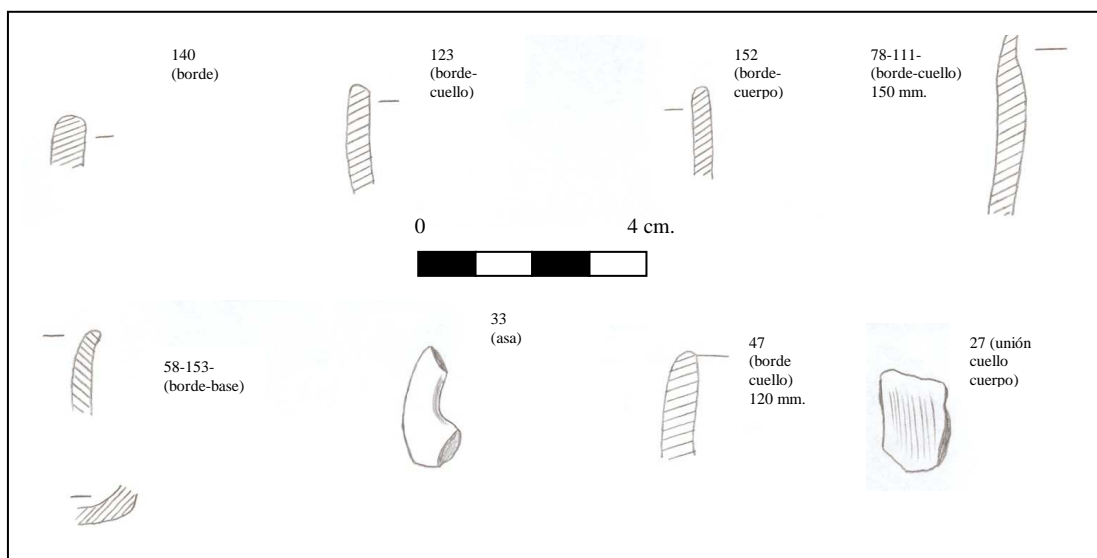 140
(borde)
123
(borde-
cuello)
152
(borde-
cuerpo)
78-111-
(borde-cuello)
150 mm.
0 4 cm.
58-153-
(borde-base)
33
(asa)
47
(borde
cuello)
120 mm.
27 (unión
cuello
cuerpo)